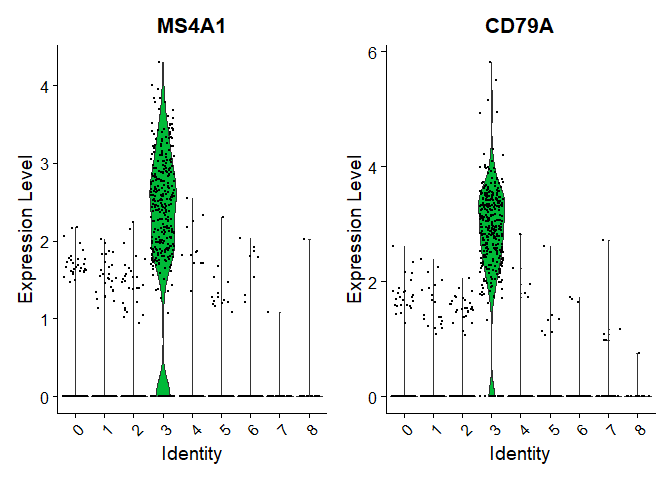 MS4A1
CD79A
Expression Level
4
3
2
1
0
0 1 2 3 4 5 6 7 8
Identity
Expression Level
6
4
2
0
0 1 2 3 4 5 6 7 8
Identity